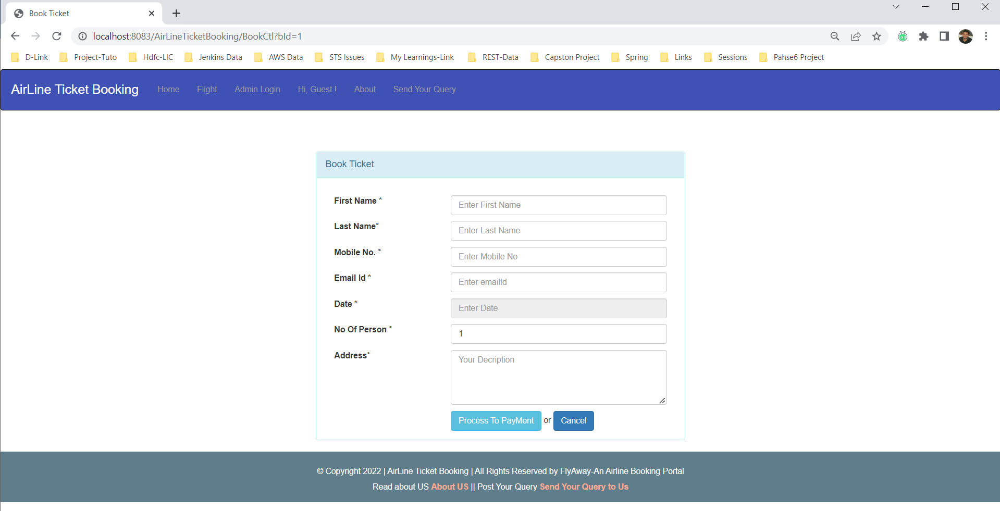 Book Ticket
localhost:8083/AirLineTicketBooking/BookCtl?bId=1
D-Link Project-Tuto Hdfc-LIC Jenkins Data AWS Data STS Issues My Learnings-Link REST-Data Capston Project Spring Links Sessions Pahse6 Project
AirLine Ticket Booking Home Flight Admin Login Hi, Guest ! About Send Your Query
Book Ticket
First Name * Enter First Name
Last Name* Enter Last Name
Mobile No. * Enter Mobile No
Email Id * Enter emailId
Date * Enter Date
No Of Person * 1
Address* Your Decription
Process To PayMent or Cancel
© Copyright 2022 | AirLine Ticket Booking | All Rights Reserved by FlyAway-An Airline Booking Portal
Read about US About US || Post Your Query Send Your Query to Us